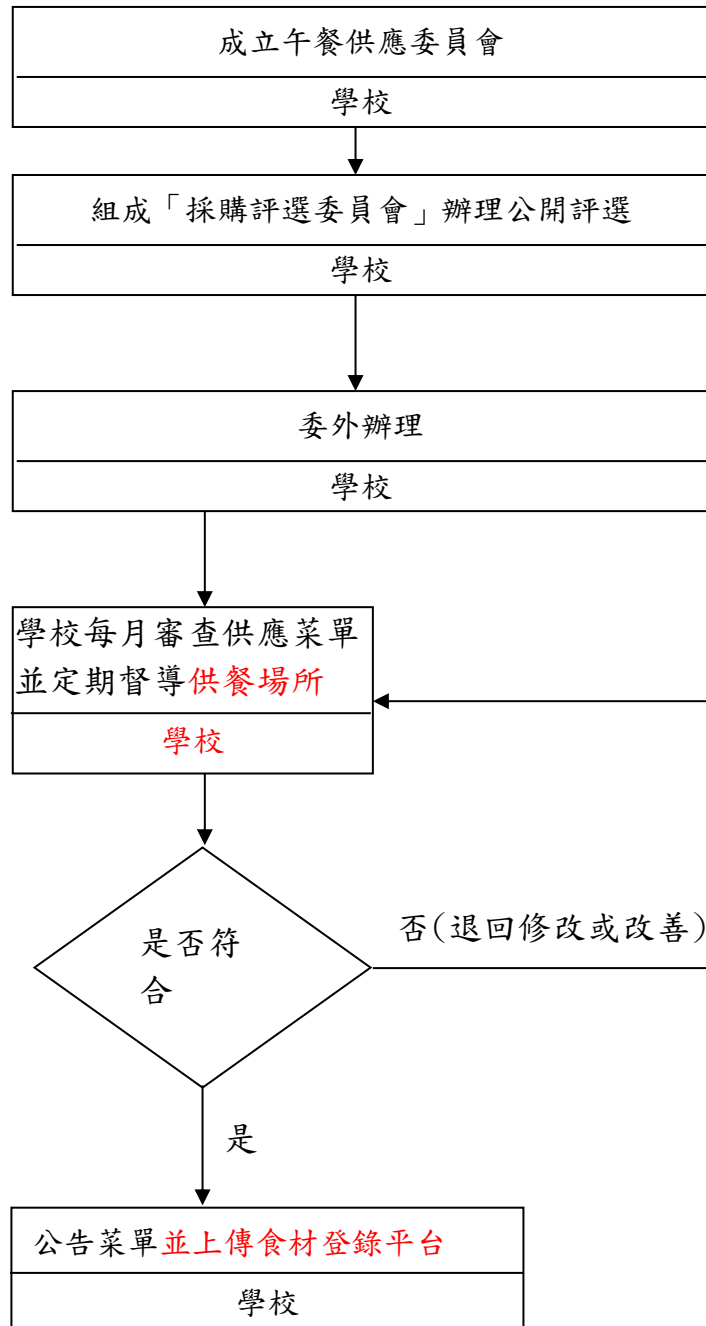 成立午餐供應委員會
學校
組成「採購評選委員會」辦理公開評選
學校
委外辦理
學校
學校每月審查供應菜單
並定期督導供餐場所
學校
是否符
合
否(退回修改或改善)
是
公告菜單並上傳食材登錄平台
學校